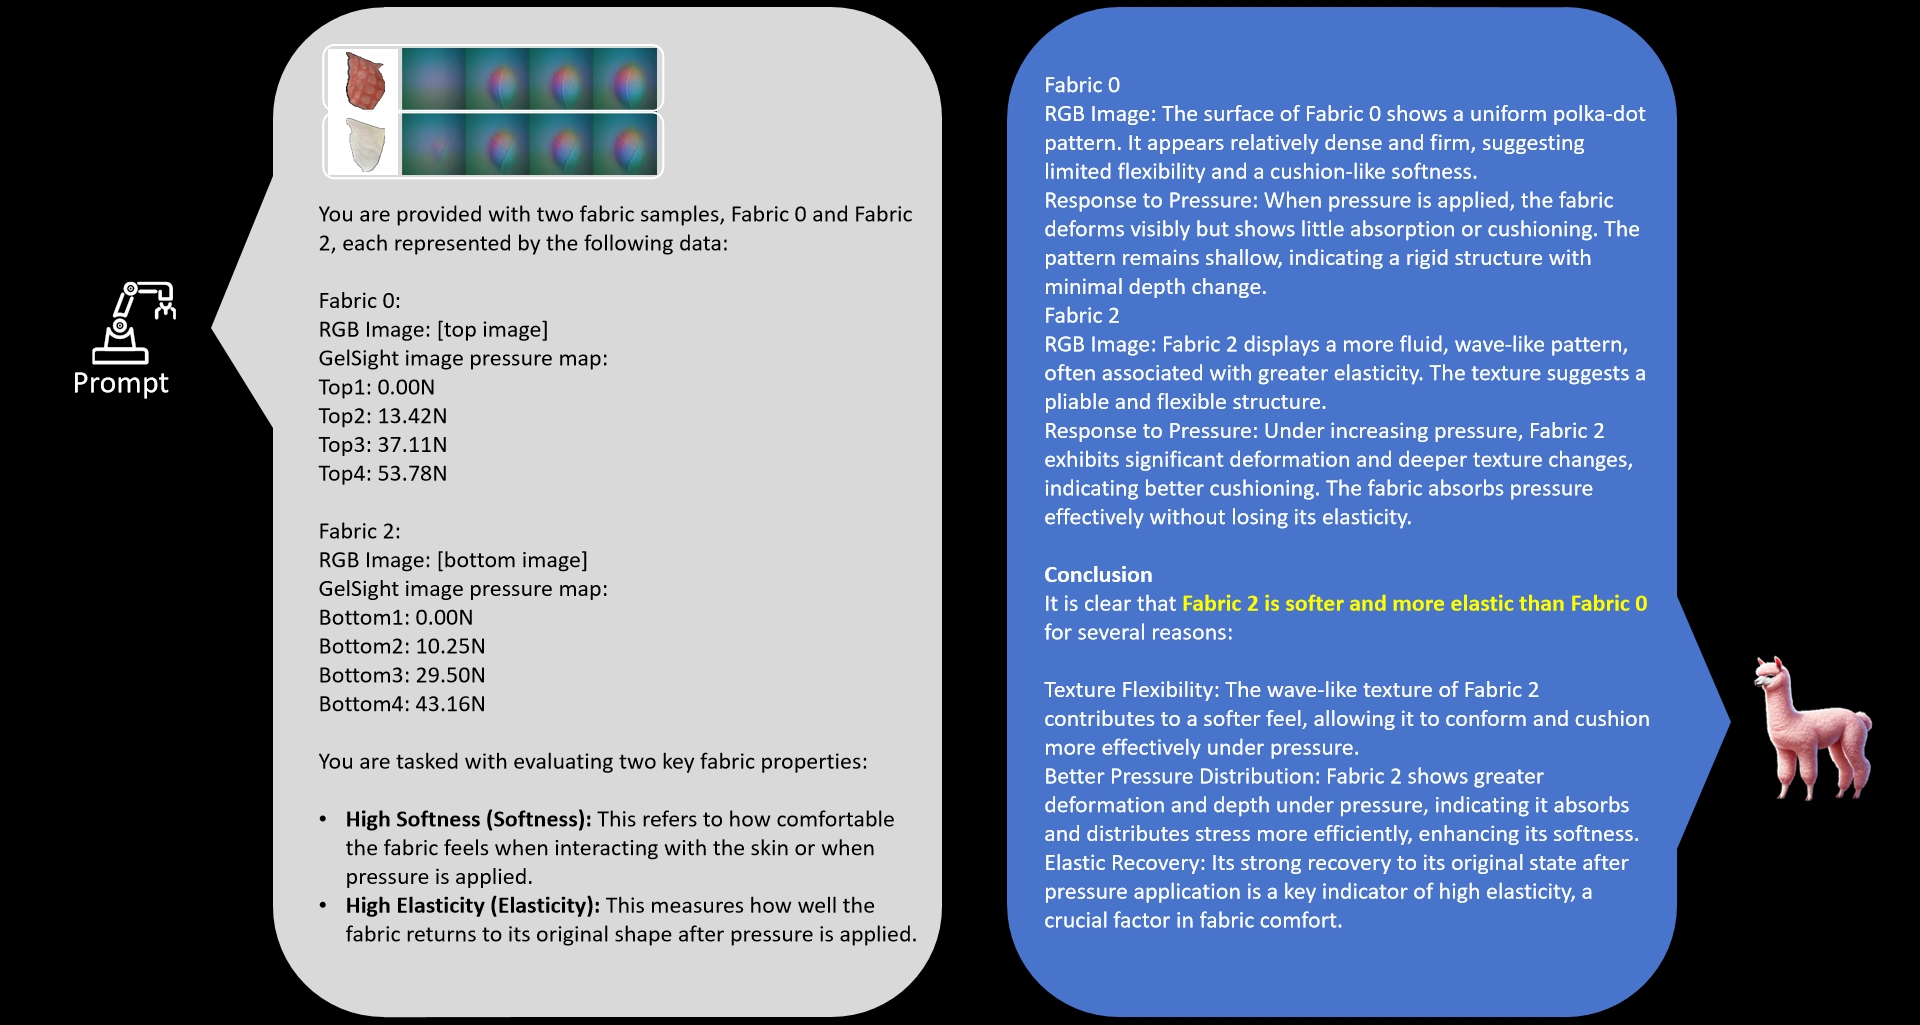 Prompt
You are provided with two fabric samples, Fabric 0 and Fabric
2, each represented by the following data:
Fabric 0:
RGB Image: [top image]
GelSight image pressure map:
Top1: 0.00N
Top2: 13.42N
Top3: 37.11N
Top4: 53.78N
Fabric 2:
RGB Image: [bottom image]
GelSight image pressure map:
Bottom1: 0.00N
Bottom2: 10.25N
Bottom3: 29.50N
Bottom4: 43.16N
You are tasked with evaluating two key fabric properties:
• High Softness (Softness): This refers to how comfortable
the fabric feels when interacting with the skin or when
pressure is applied.
• High Elasticity (Elasticity): This measures how well the
fabric returns to its original shape after pressure is applied.
Fabric 0
RGB Image: The surface of Fabric 0 shows a uniform polka-dot
pattern. It appears relatively dense and firm, suggesting
limited flexibility and a cushion-like softness.
Response to Pressure: When pressure is applied, the fabric
deforms visibly but shows little absorption or cushioning. The
pattern remains shallow, indicating a rigid structure with
minimal depth change.
Fabric 2
RGB Image: Fabric 2 displays a more fluid, wave-like pattern,
often associated with greater elasticity. The texture suggests a
pliable and flexible structure.
Response to Pressure: Under increasing pressure, Fabric 2
exhibits significant deformation and deeper texture changes,
indicating better cushioning. The fabric absorbs pressure
effectively without losing its elasticity.
Conclusion
It is clear that Fabric 2 is softer and more elastic than Fabric 0
for several reasons:
Texture Flexibility: The wave-like texture of Fabric 2
contributes to a softer feel, allowing it to conform and cushion
more effectively under pressure.
Better Pressure Distribution: Fabric 2 shows greater
deformation and depth under pressure, indicating it absorbs
and distributes stress more efficiently, enhancing its softness.
Elastic Recovery: Its strong recovery to its original state after
pressure application is a key indicator of high elasticity, a
crucial factor in fabric comfort.